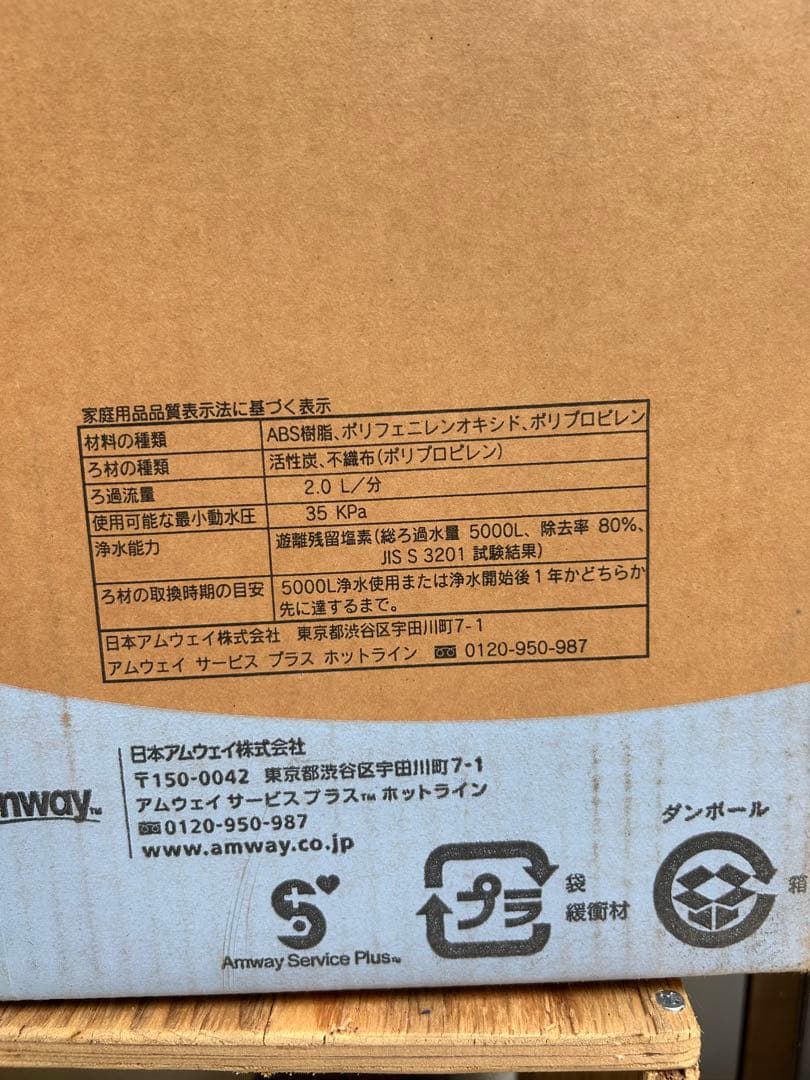 家庭用品品質表示法に基づく表示
材料の種類 ABS樹脂、ポリフェニレンオキシド、ポリプロピレン
ろ材の種類 活性炭、不織布(ポリプロピレン)
ろ過流量 2.0 L/分
使用可能な最小動水圧 35 KPa
浄水能力 遊離残留塩素(総ろ過水量 5000L、除去率 80%、
JIS S 3201 試験結果)
ろ材の取換時期の目安 5000L浄水使用または浄水開始後1年かどちらか
先に達するまで。
日本アムウェイ株式会社 東京都渋谷区宇田川町7-1
アムウェイ サービス プラス ホットライン 0120-950-987
mway™
日本アムウェイ株式会社
〒150-0042 東京都渋谷区宇田川町7-1
アムウェイ サービス プラス™ ホットライン
0120-950-987
www.amway.co.jp
Amway Service Plus™
プラ
袋
緩衝材
ダンボール
箱